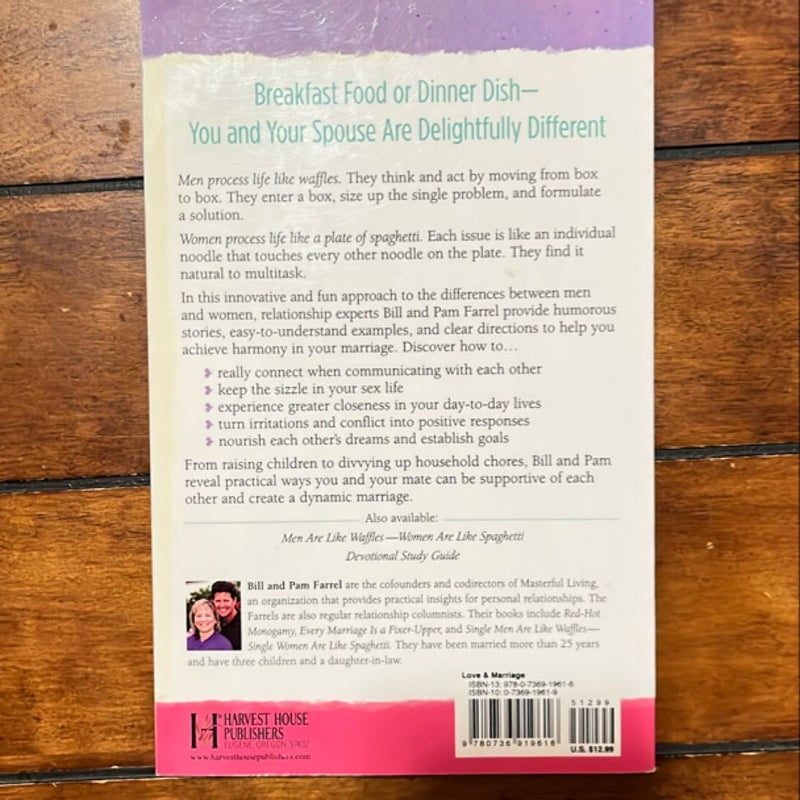 Breakfast Food or Dinner Dish—
You and Your Spouse Are Delightfully Different
Men process life like waffles. They think and act by moving from box
to box. They enter a box, size up the single problem, and formulate
a solution.
Women process life like a plate of spaghetti. Each issue is like an individual
noodle that touches every other noodle on the plate. They find it
natural to multitask.
In this innovative and fun approach to the differences between men
and women, relationship experts Bill and Pam Farrel provide humorous
stories, easy-to-understand examples, and clear directions to help you
achieve harmony in your marriage. Discover how to…
really connect when communicating with each other
keep the sizzle in your sex life
experience greater closeness in your day-to-day lives
turn irritations and conflict into positive responses
nourish each other's dreams and establish goals
From raising children to divvying up household chores, Bill and Pam
reveal practical ways you and your mate can be supportive of each
other and create a dynamic marriage.
Also available:
Men Are Like Waffles—Women Are Like Spaghetti
Devotional Study Guide
Bill and Pam Farrel are the cofounders and codirectors of Masterful Living,
an organization that provides practical insights for personal relationships. The
Farrels are also regular relationship columnists. Their books include Red-Hot
Monogamy, Every Marriage Is a Fixer-Upper, and Single Men Are Like Waffles—
Single Women Are Like Spaghetti. They have been married more than 25 years
and have three children and a daughter-in-law.
Love & Marriage
ISBN-13: 978-0-7369-1961-6
ISBN-10: 0-7369-1961-9
51299
9 780736 919616
U.S. $12.99
H H
HARVEST HOUSE
PUBLISHERS
EUGENE, OREGON 97402
www.harvesthousepublishers.com